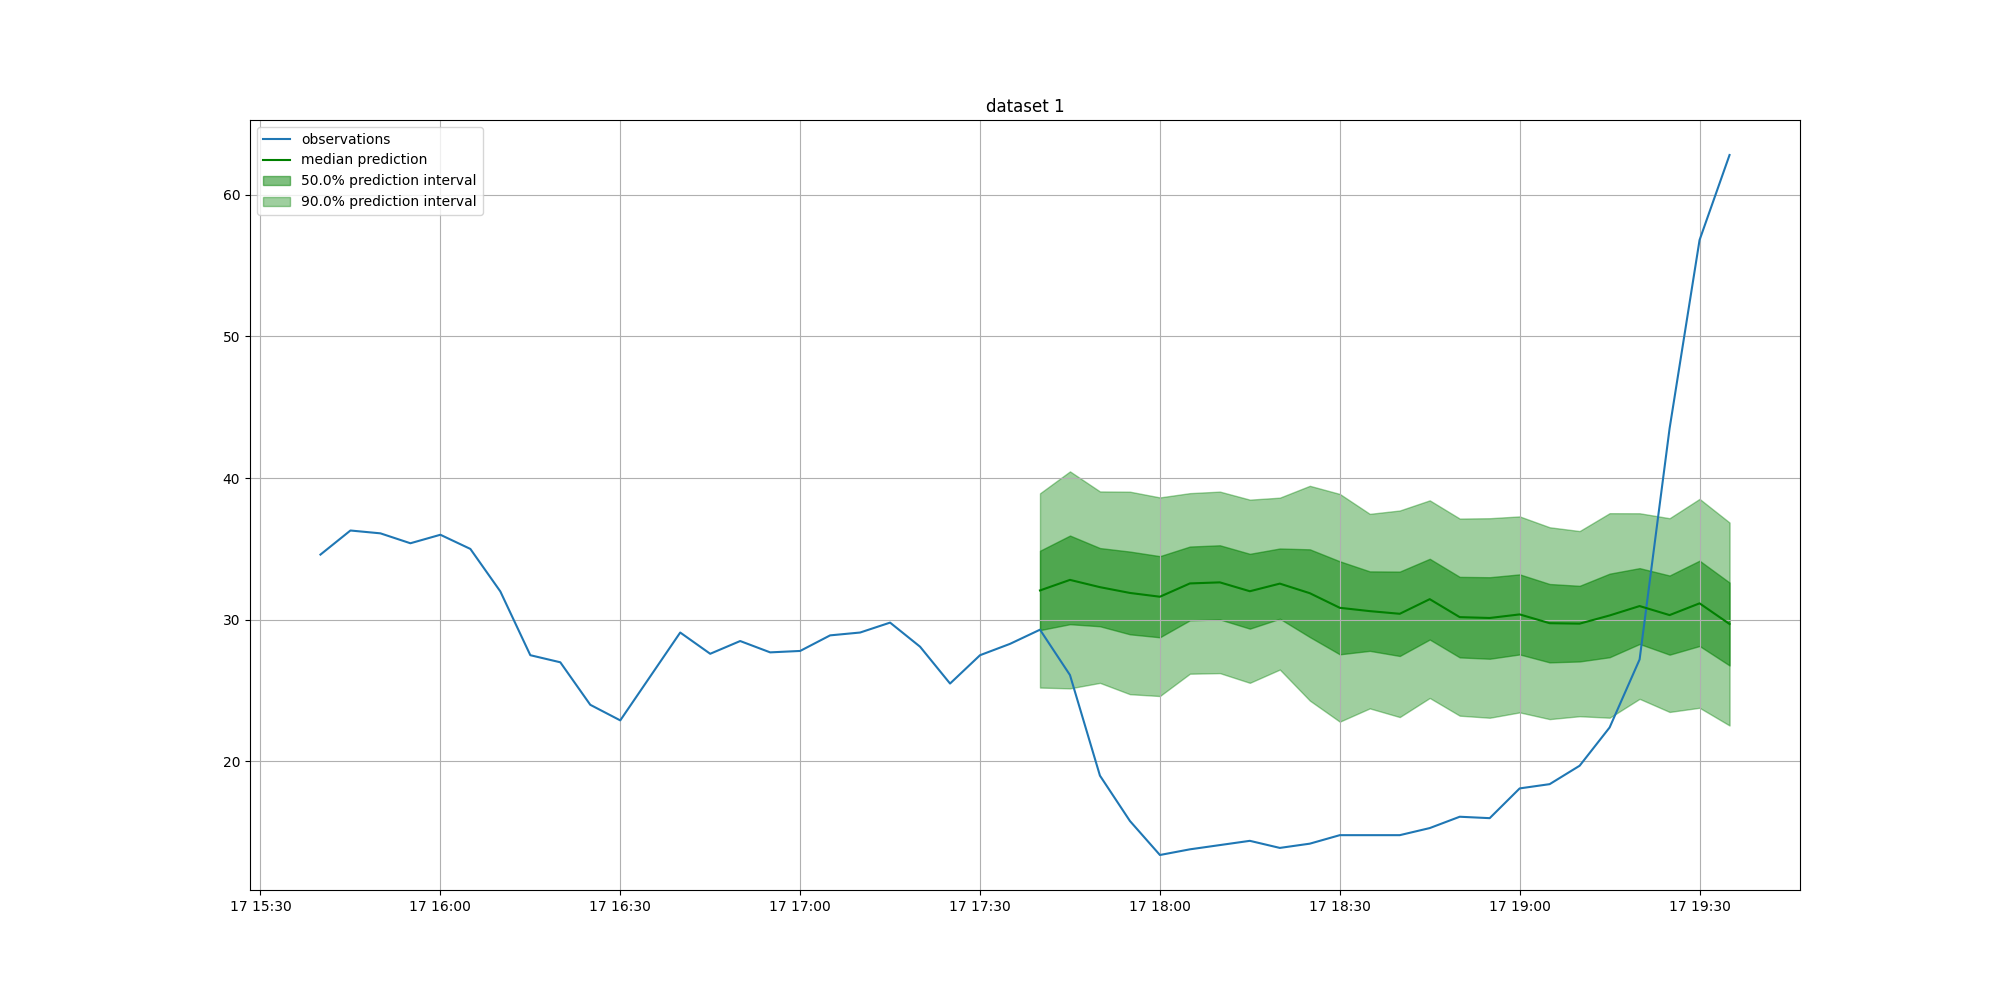 dataset 1
observations
median prediction
50.0% prediction interval
90.0% prediction interval
60
50
40
30
20
17 15:30 17 16:00 17 16:30 17 17:00 17 17:30 17 18:00 17 18:30 17 19:00 17 19:30